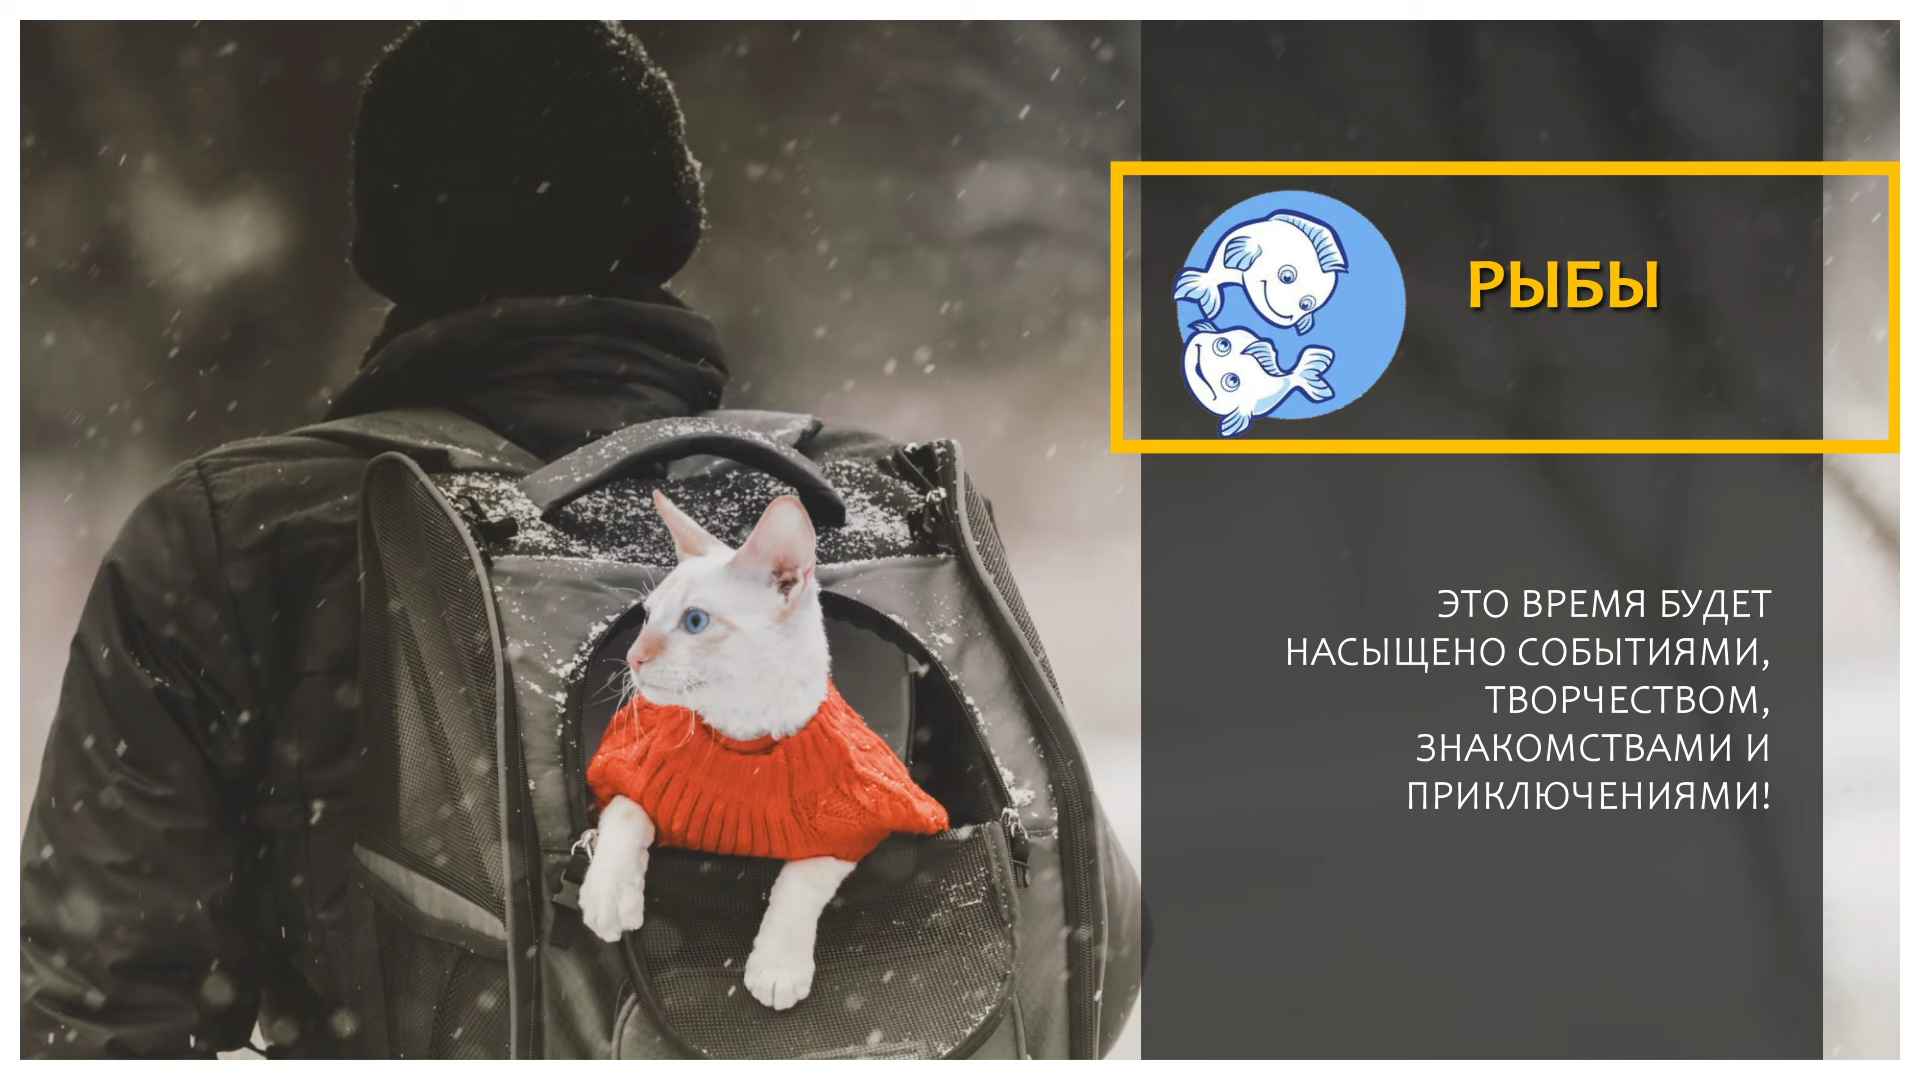 РЫБЫ
ЭТО ВРЕМЯ БУДЕТ
НАСЫЩЕНО СОБЫТИЯМИ,
ТВОРЧЕСТВОМ,
ЗНАКОМСТВАМИ И
ПРИКЛЮЧЕНИЯМИ!